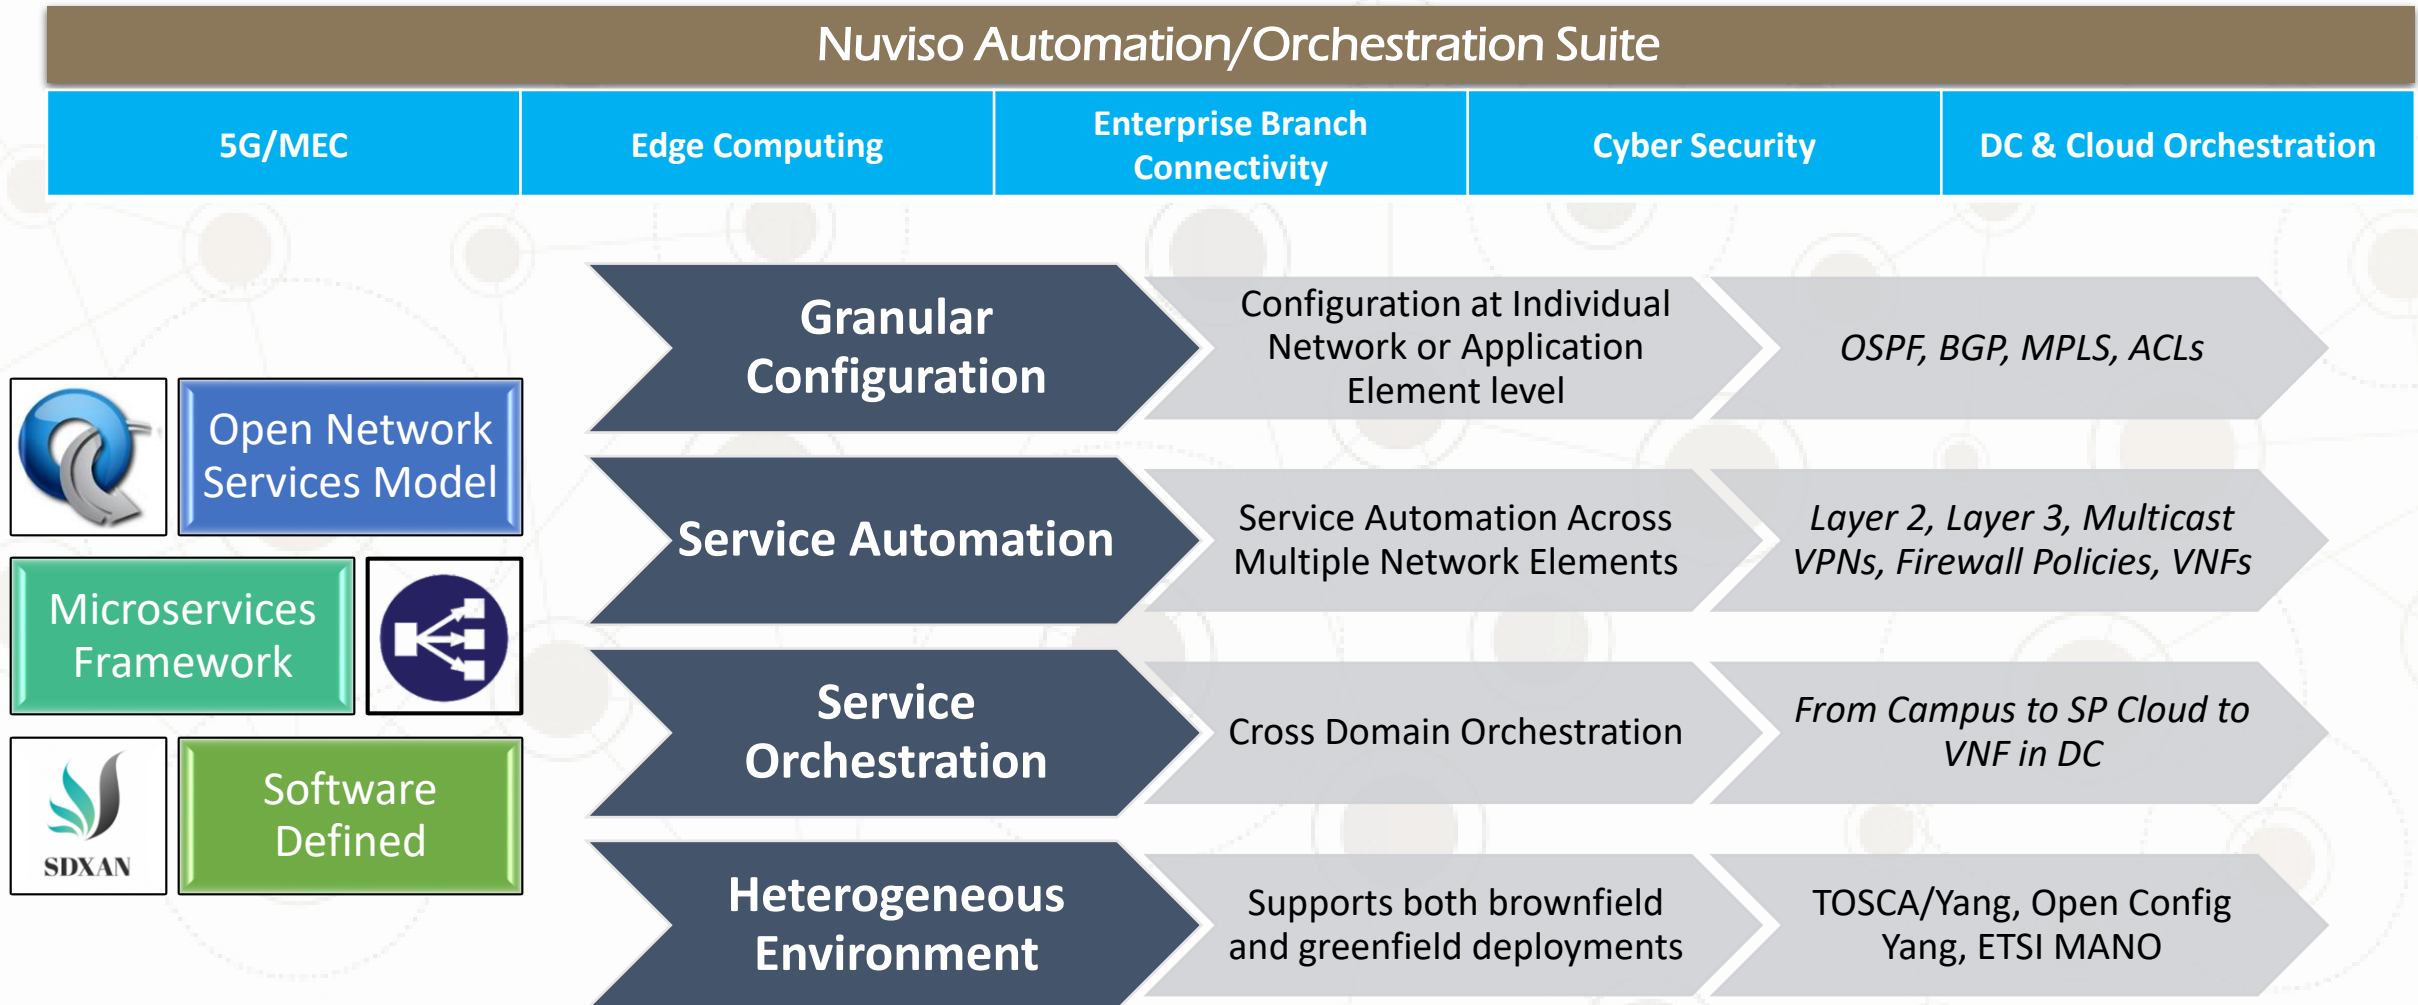 Nuviso Automation/Orchestration Suite
5G/MEC
Edge Computing
Enterprise Branch
Connectivity
Cyber Security
DC & Cloud Orchestration
Open Network
Services Model
Microservices
Framework
SDXAN
Software
Defined
Granular
Configuration
Configuration at Individual
Network or Application
Element level
OSPF, BGP, MPLS, ACLs
Service Automation
Service Automation Across
Multiple Network Elements
Layer 2, Layer 3, Multicast
VPNs, Firewall Policies, VNFs
Service
Orchestration
Cross Domain Orchestration
From Campus to SP Cloud to
VNF in DC
Heterogeneous
Environment
Supports both brownfield
and greenfield deployments
TOSCA/Yang, Open Config
Yang, ETSI MANO